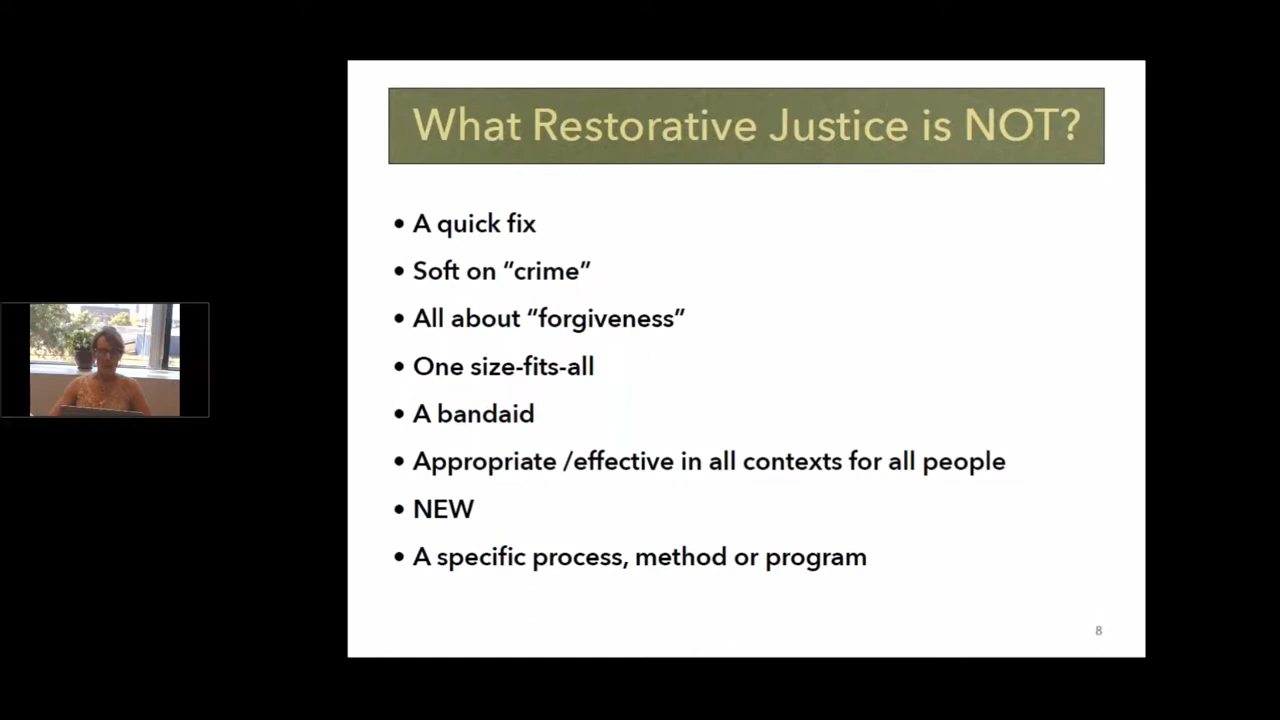 What Restorative Justice is NOT?
• A quick fix
• Soft on “crime”
• All about “forgiveness”
• One size-fits-all
• A bandaid
• Appropriate /effective in all contexts for all people
• NEW
• A specific process, method or program
8